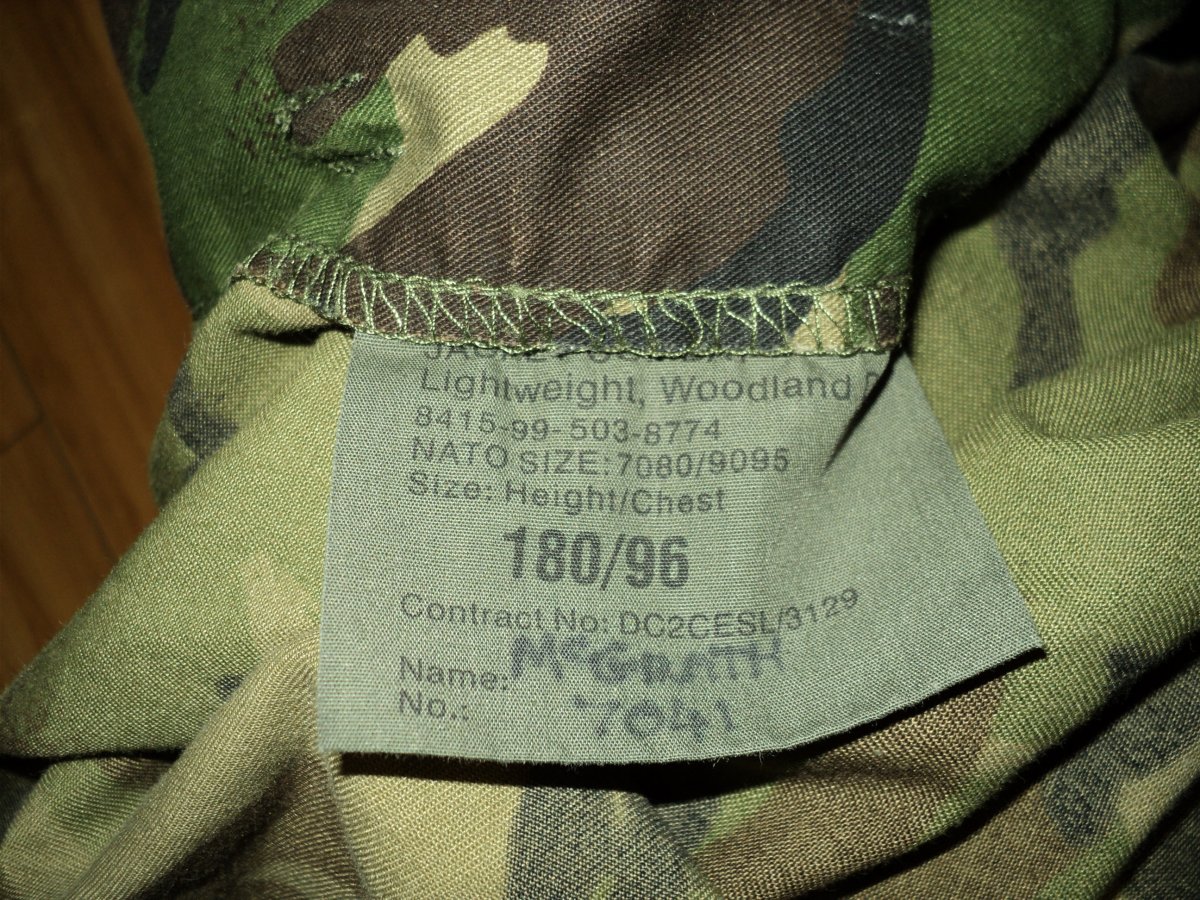 Lightweight, Woodland
8415-99-503-8774
NATO SIZE:7080/9095
Size: Height/Chest
180/96
Contract No: DC2CESL/3129
Name: McGRATH
No.: 7041